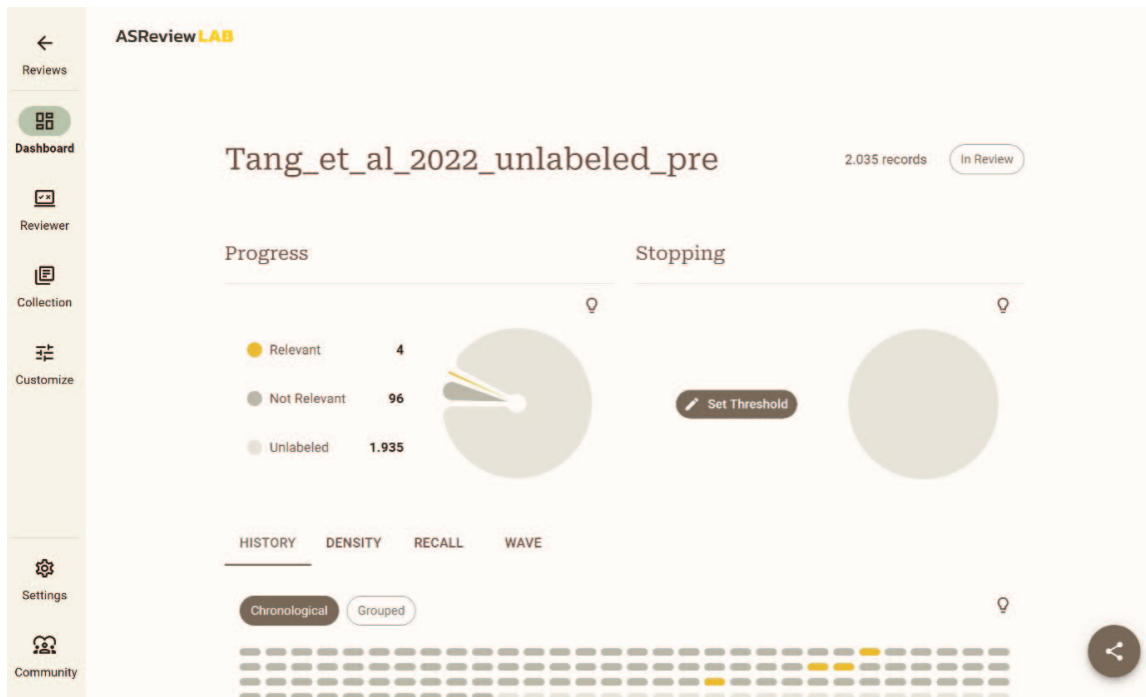 ASReview LAB
Reviews
Dashboard
Reviewer
Collection
Customize
Settings
Community
Tang_et_al_2022_unlabeled_pre
2.035 records
In Review
Progress
Relevant 4
Not Relevant 96
Unlabeled 1.935
Stopping
Set Threshold
HISTORY DENSITY RECALL WAVE
Chronological Grouped